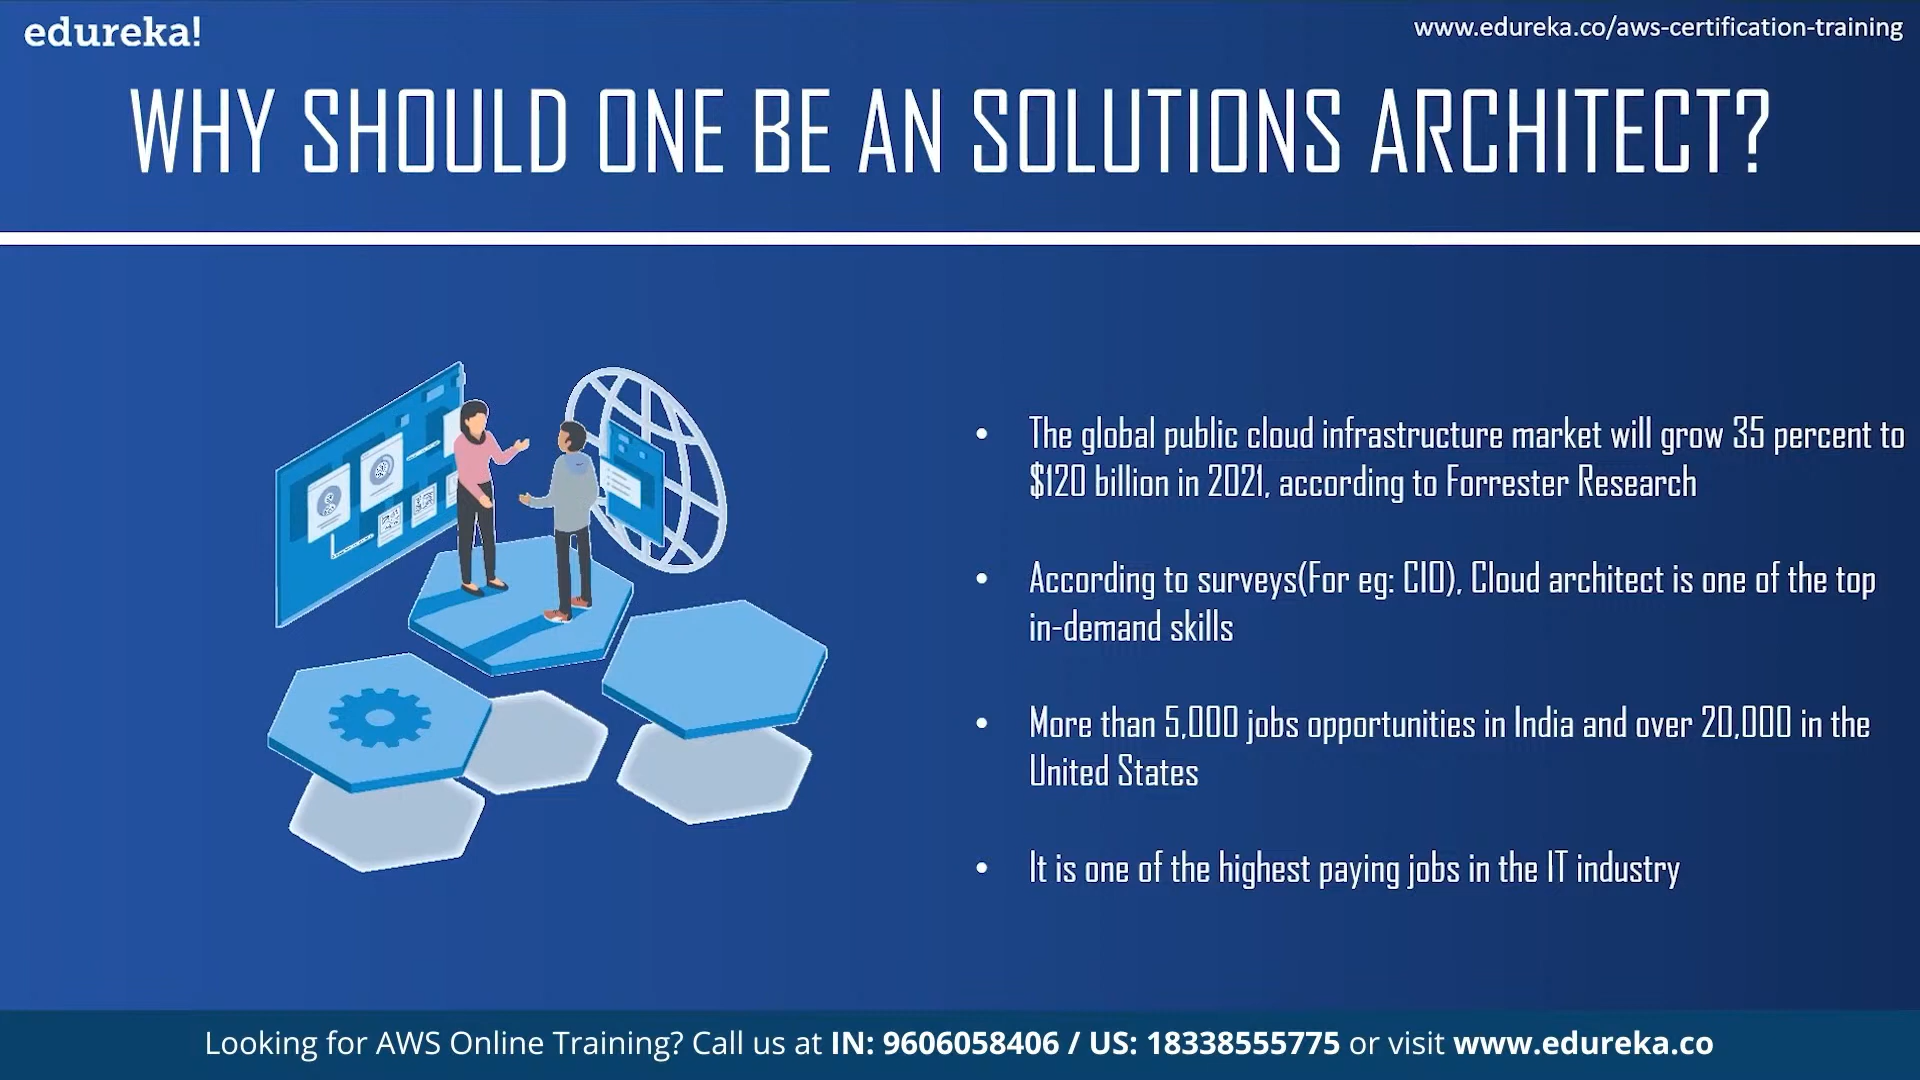 edureka!
www.edureka.co/aws-certification-training
WHY SHOULD ONE BE AN SOLUTIONS ARCHITECT?
• The global public cloud infrastructure market will grow 35 percent to
$120 billion in 2021, according to Forrester Research
• According to surveys(For eg: CIO), Cloud architect is one of the top
in-demand skills
• More than 5,000 jobs opportunities in India and over 20,000 in the
United States
• It is one of the highest paying jobs in the IT industry
Looking for AWS Online Training? Call us at IN: 9606058406 / US: 18338555775 or visit www.edureka.co